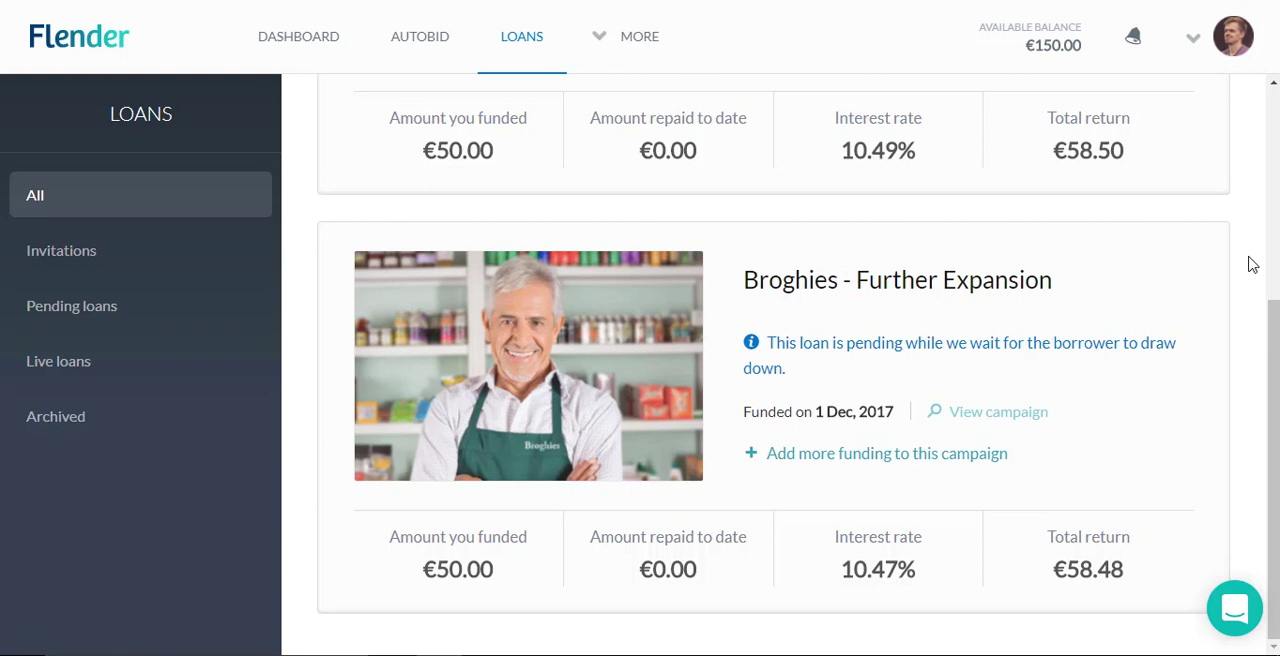 Flender
DASHBOARD
AUTOBID
LOANS
MORE
AVAILABLE BALANCE
€150.00
LOANS
All
Invitations
Pending loans
Live loans
Archived
Amount you funded
€50.00
Amount repaid to date
€0.00
Interest rate
10.49%
Total return
€58.50
Broghies - Further Expansion
This loan is pending while we wait for the borrower to draw
down.
Funded on 1 Dec, 2017
View campaign
+ Add more funding to this campaign
Broghies
Amount you funded
€50.00
Amount repaid to date
€0.00
Interest rate
10.47%
Total return
€58.48